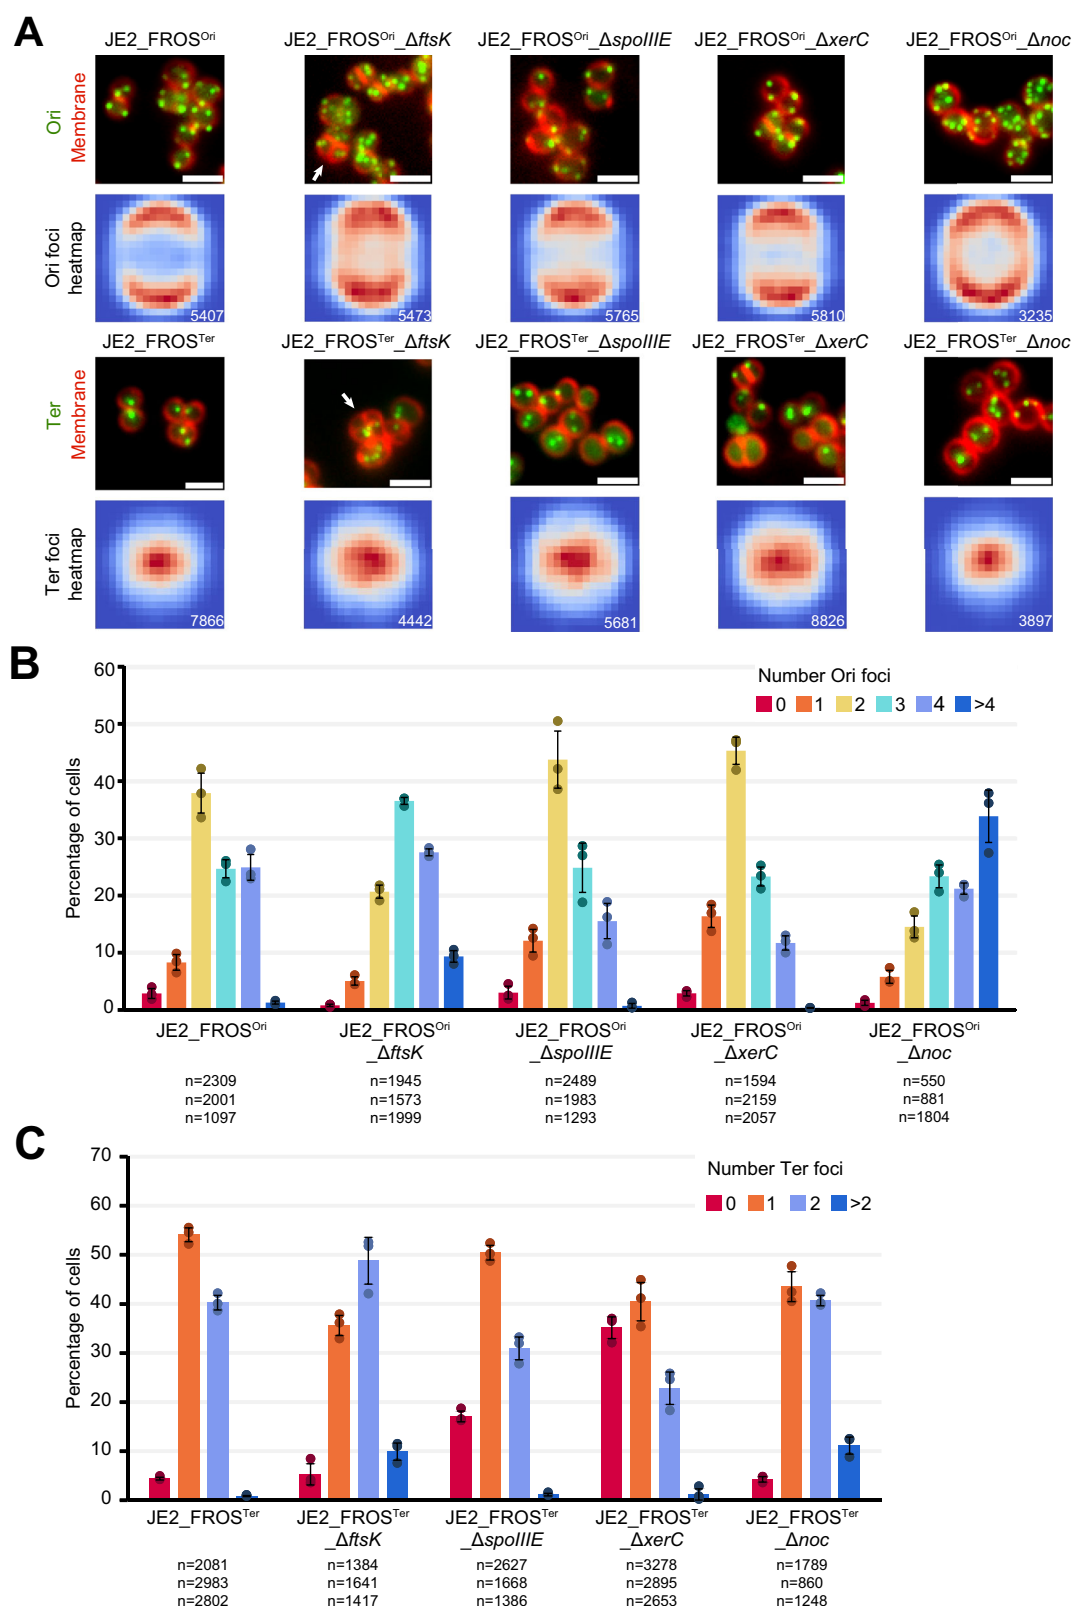 A
JE2_FROSOri JE2_FROSOri_ΔftsK JE2_FROSOri_ΔspoIIIE JE2_FROSOri_ΔxerC JE2_FROSOri_Δnoc
Ori
Membrane
Ori foci
heatmap
5407 5473 5765 5810 3235
JE2_FROSTer JE2_FROSTer_ΔftsK JE2_FROSTer_ΔspoIIIE JE2_FROSTer_ΔxerC JE2_FROSTer_Δnoc
Ter
Membrane
Ter foci
heatmap
7866 4442 5681 8826 3897
B
Percentage of cells
60
50
40
30
20
10
0
Number Ori foci
0 1 2 3 4 >4
JE2_FROSOri JE2_FROSOri JE2_FROSOri JE2_FROSOri JE2_FROSOri
_ΔftsK _ΔspoIIIE _ΔxerC _Δnoc
n=2309 n=1945 n=2489 n=1594 n=550
n=2001 n=1573 n=1983 n=2159 n=881
n=1097 n=1999 n=1293 n=2057 n=1804
C
Percentage of cells
70
60
50
40
30
20
10
0
Number Ter foci
0 1 2 >2
JE2_FROSTer JE2_FROSTer JE2_FROSTer JE2_FROSTer JE2_FROSTer
_ΔftsK _ΔspoIIIE _ΔxerC _Δnoc
n=2081 n=1384 n=2627 n=3278 n=1789
n=2983 n=1641 n=1668 n=2895 n=860
n=2802 n=1417 n=1386 n=2653 n=1248